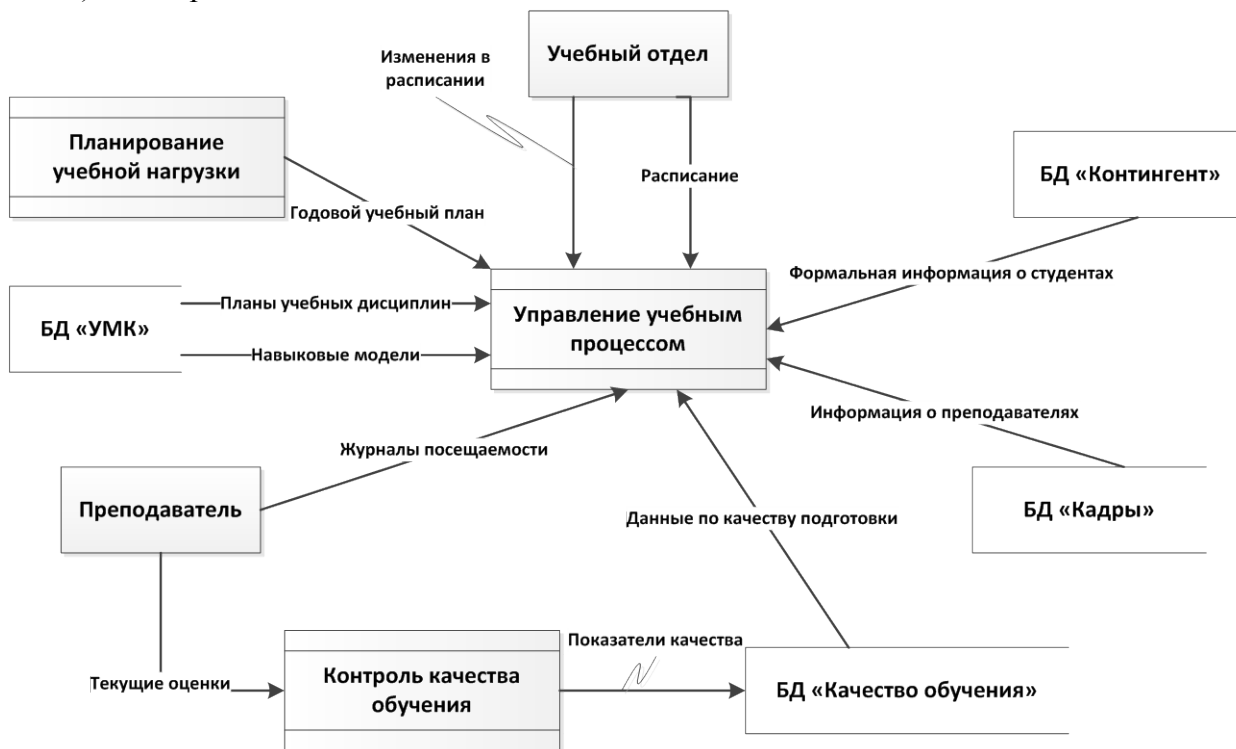 Учебный отдел
Изменения в
расписании
Планирование
учебной нагрузки
БД «Контингент»
Расписание
Годовой учебный план
Формальная информация о студентах
Планы учебных дисциплин
БД «УМК»
Управление учебным
процессом
Навыковые модели
Информация о преподавателях
Журналы посещаемости
Преподаватель
БД «Кадры»
Данные по качеству подготовки
Показатели качества
Текущие оценки
Контроль качества
обучения
БД «Качество обучения»